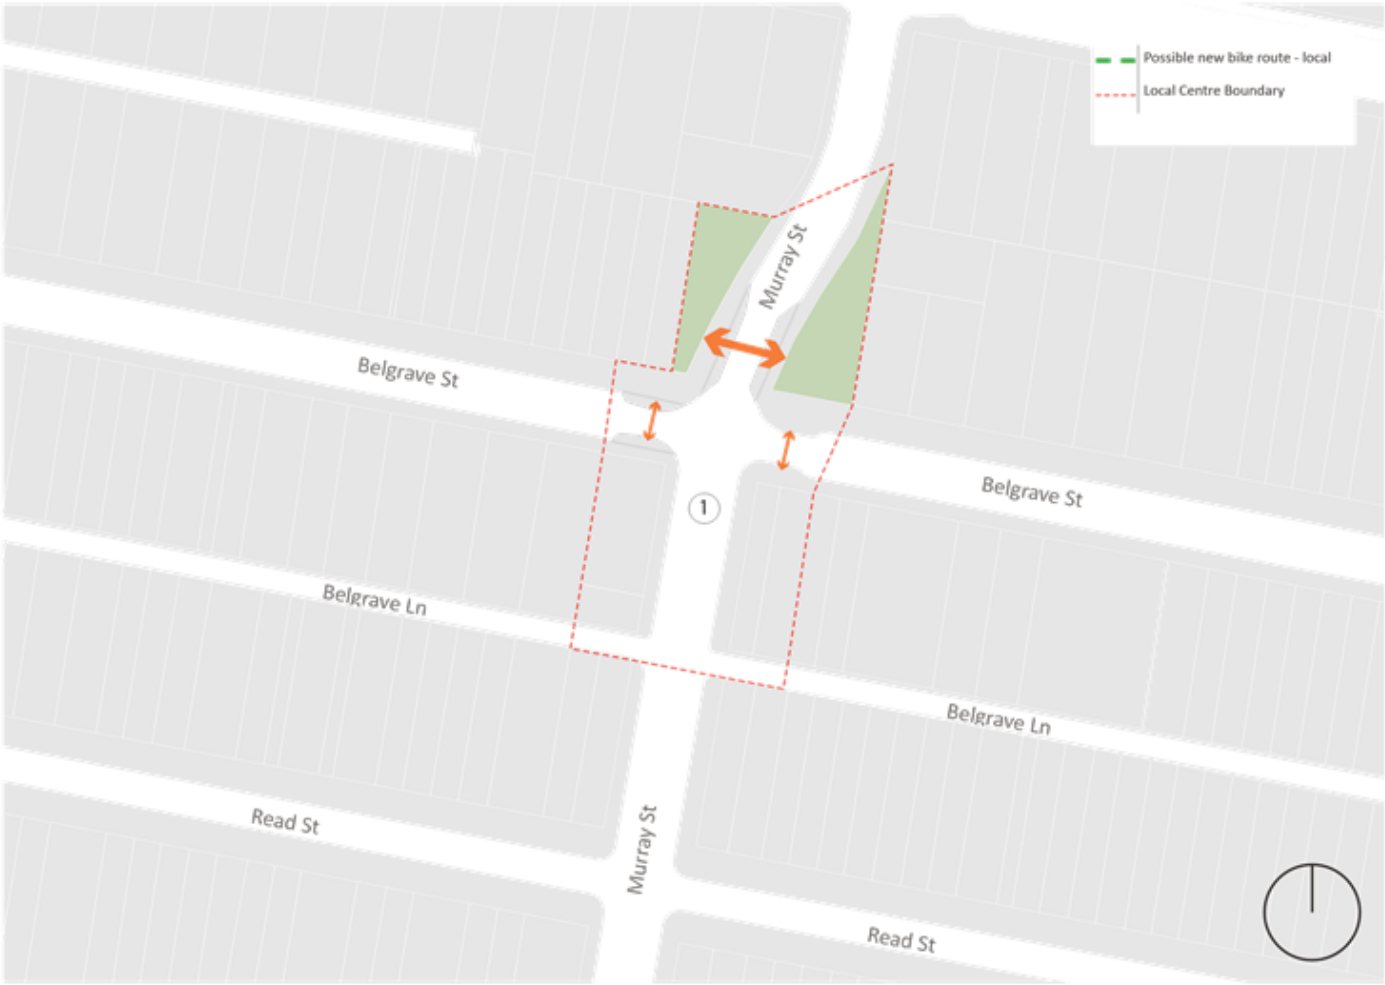 Possible new bike route - local
Local Centre Boundary
Murray St
Belgrave St
Belgrave St
1
Belgrave Ln
Belgrave Ln
Read St
Murray St
Read St